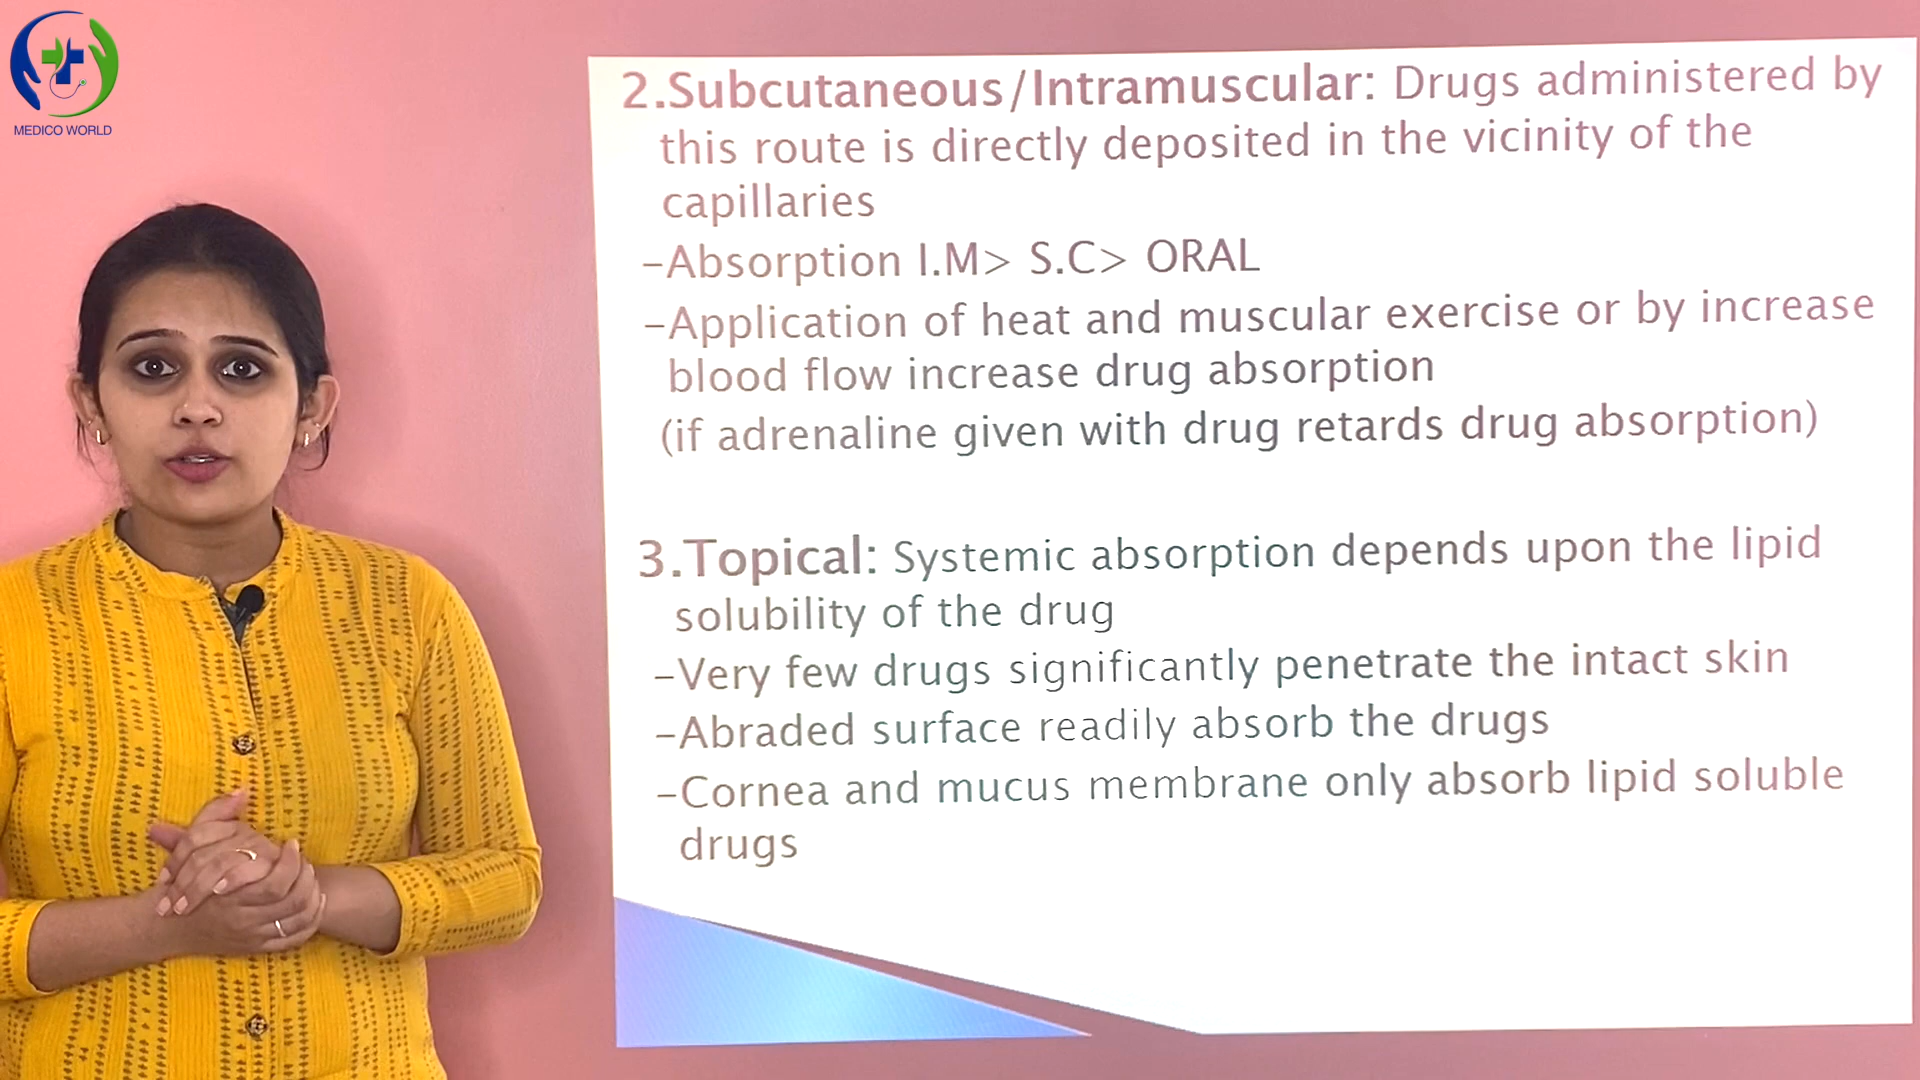 MEDICO WORLD
2.Subcutaneous/Intramuscular: Drugs administered by
this route is directly deposited in the vicinity of the
capillaries
-Absorption I.M> S.C> ORAL
-Application of heat and muscular exercise or by increase
blood flow increase drug absorption
(if adrenaline given with drug retards drug absorption)
3.Topical: Systemic absorption depends upon the lipid
solubility of the drug
-Very few drugs significantly penetrate the intact skin
-Abraded surface readily absorb the drugs
-Cornea and mucus membrane only absorb lipid soluble
drugs